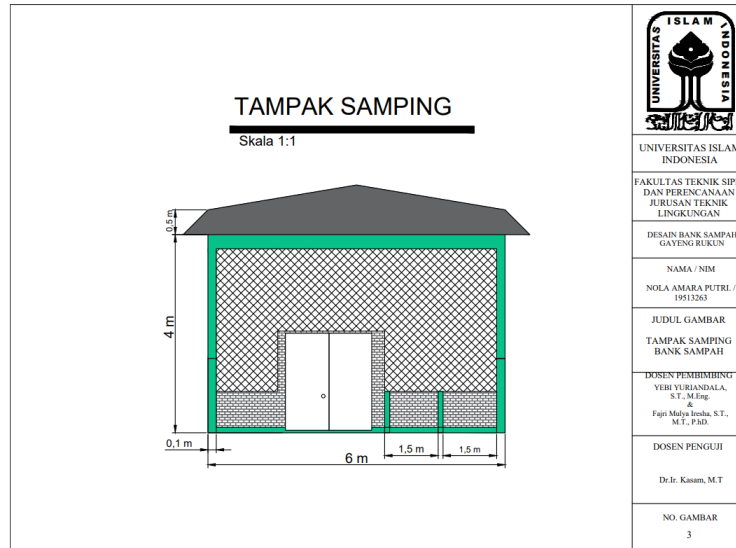 TAMPAK SAMPING
Skala 1:1
0,5 m
4 m
0,1 m
1,5 m
1,5 m
6 m
UNIVERSITAS ISLAM INDONESIA
UNIVERSITAS ISLAM
INDONESIA
FAKULTAS TEKNIK SIPI
DAN PERENCANAAN
JURUSAN TEKNIK
LINGKUNGAN
DESAIN BANK SAMPAH
GAYENG RUKUN
NAMA / NIM
NOLA AMARA PUTRI. /
19513263
JUDUL GAMBAR
TAMPAK SAMPING
BANK SAMPAH
DOSEN PEMBIMBING
YEBI YURIANDALA,
S.T., M.Eng.
&
Fajri Mulya Iresha, S.T.,
M.T., P.hD.
DOSEN PENGUJI
Dr.Ir. Kasam, M.T
NO. GAMBAR
3